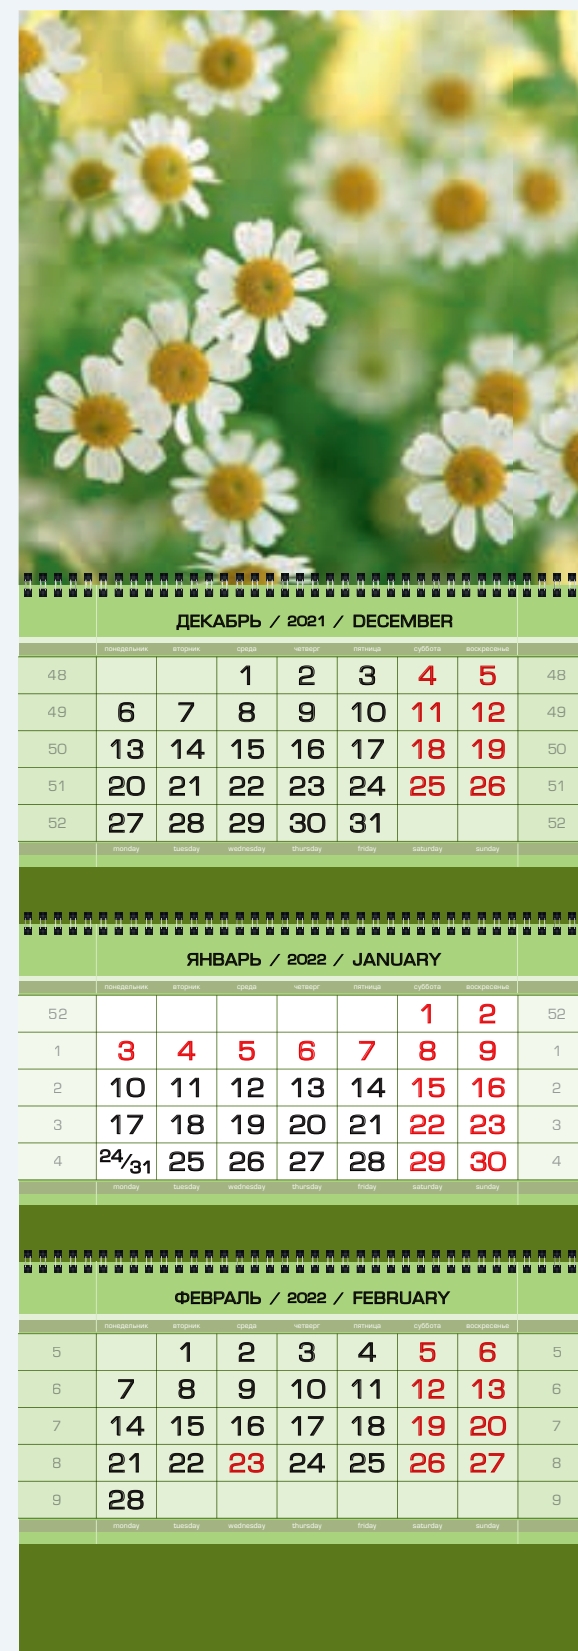 ДЕКАБРЬ / 2021 / DECEMBER
понедельник вторник среда четверг пятница суббота воскресенье
48 1 2 3 4 5 48
49 6 7 8 9 10 11 12 49
50 13 14 15 16 17 18 19 50
51 20 21 22 23 24 25 26 51
52 27 28 29 30 31 52
monday tuesday wednesday thursday friday saturday sunday
ЯНВАРЬ / 2022 / JANUARY
понедельник вторник среда четверг пятница суббота воскресенье
52 1 2 52
1 3 4 5 6 7 8 9 1
2 10 11 12 13 14 15 16 2
3 17 18 19 20 21 22 23 3
4 24/31 25 26 27 28 29 30 4
monday tuesday wednesday thursday friday saturday sunday
ФЕВРАЛЬ / 2022 / FEBRUARY
понедельник вторник среда четверг пятница суббота воскресенье
5 1 2 3 4 5 6 5
6 7 8 9 10 11 12 13 6
7 14 15 16 17 18 19 20 7
8 21 22 23 24 25 26 27 8
9 28 9
monday tuesday wednesday thursday friday saturday sunday